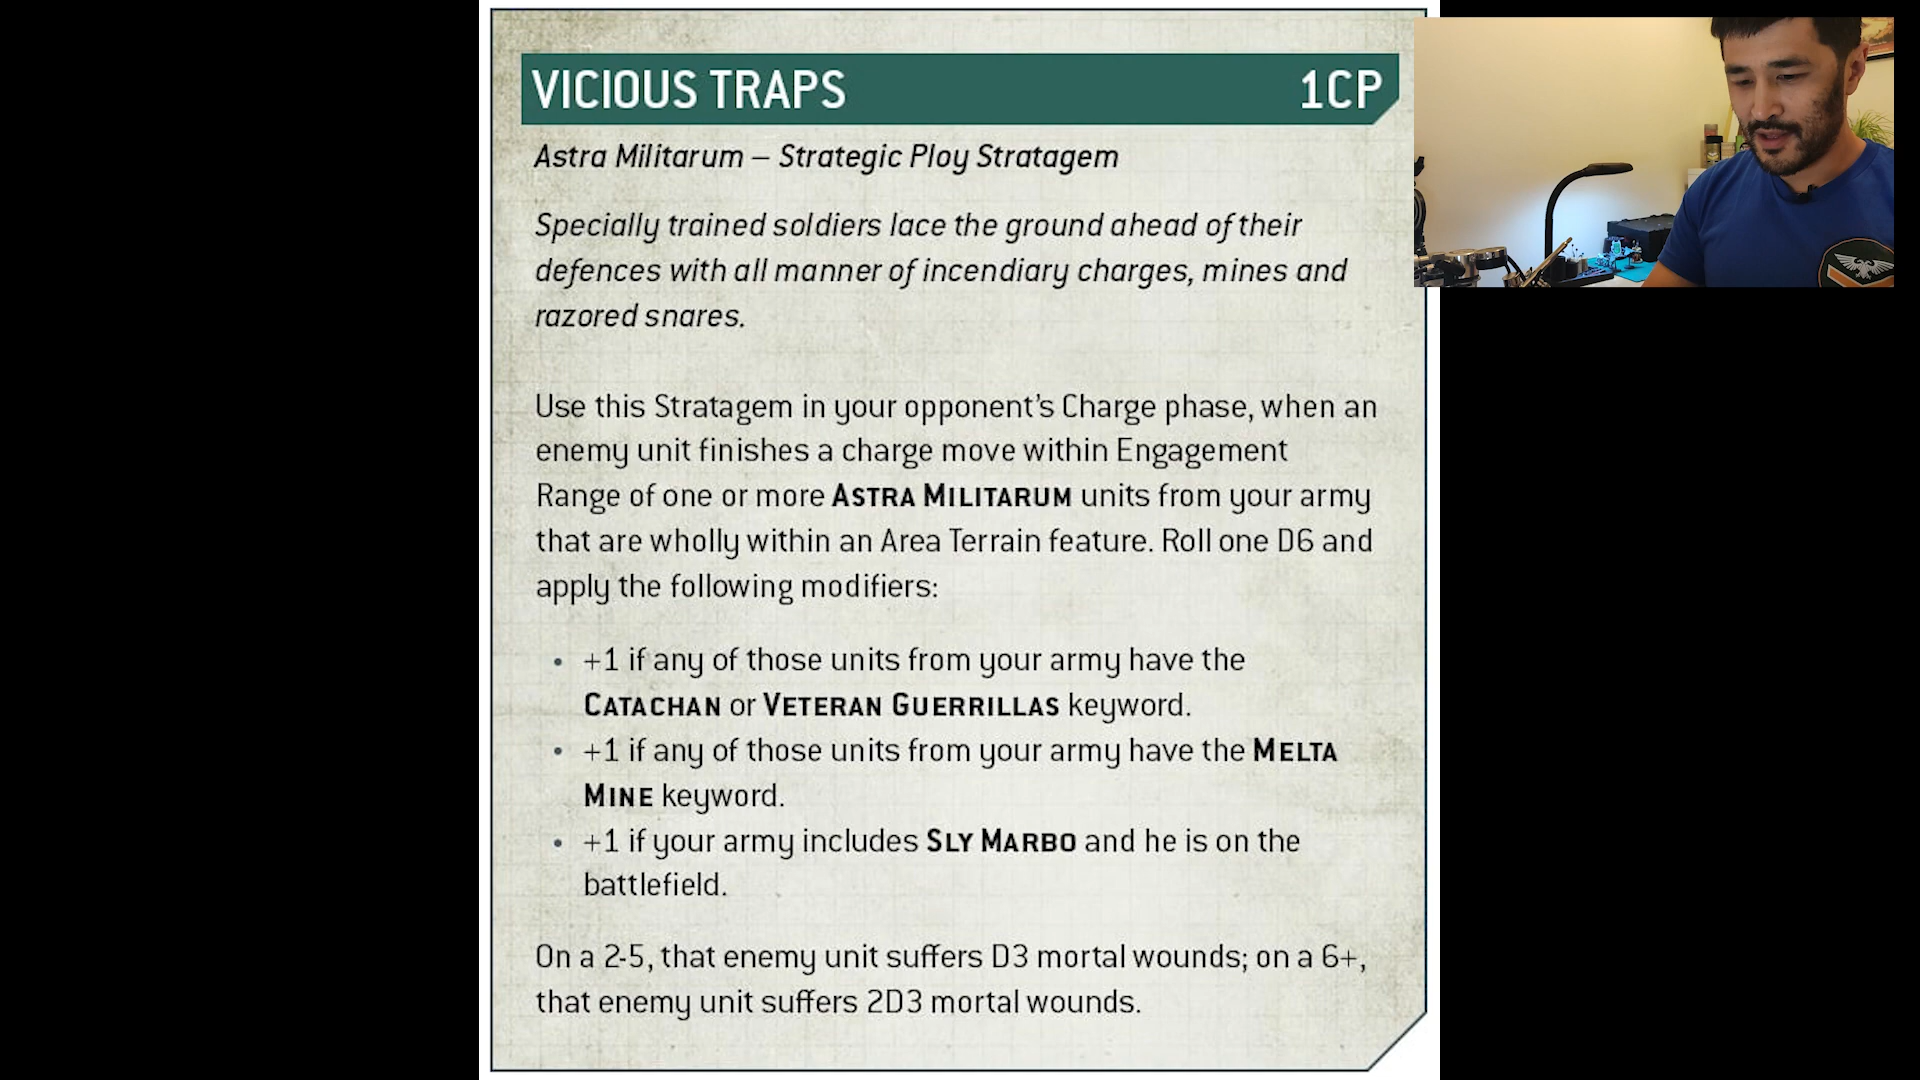 VICIOUS TRAPS 1CP
Astra Militarum – Strategic Ploy Stratagem
Specially trained soldiers lace the ground ahead of their
defences with all manner of incendiary charges, mines and
razored snares.
Use this Stratagem in your opponent's Charge phase, when an
enemy unit finishes a charge move within Engagement
Range of one or more ASTRA MILITARUM units from your army
that are wholly within an Area Terrain feature. Roll one D6 and
apply the following modifiers:
• +1 if any of those units from your army have the
CATACHAN or VETERAN GUERRILLAS keyword.
• +1 if any of those units from your army have the MELTA
MINE keyword.
• +1 if your army includes SLY MARBO and he is on the
battlefield.
On a 2-5, that enemy unit suffers D3 mortal wounds; on a 6+,
that enemy unit suffers 2D3 mortal wounds.